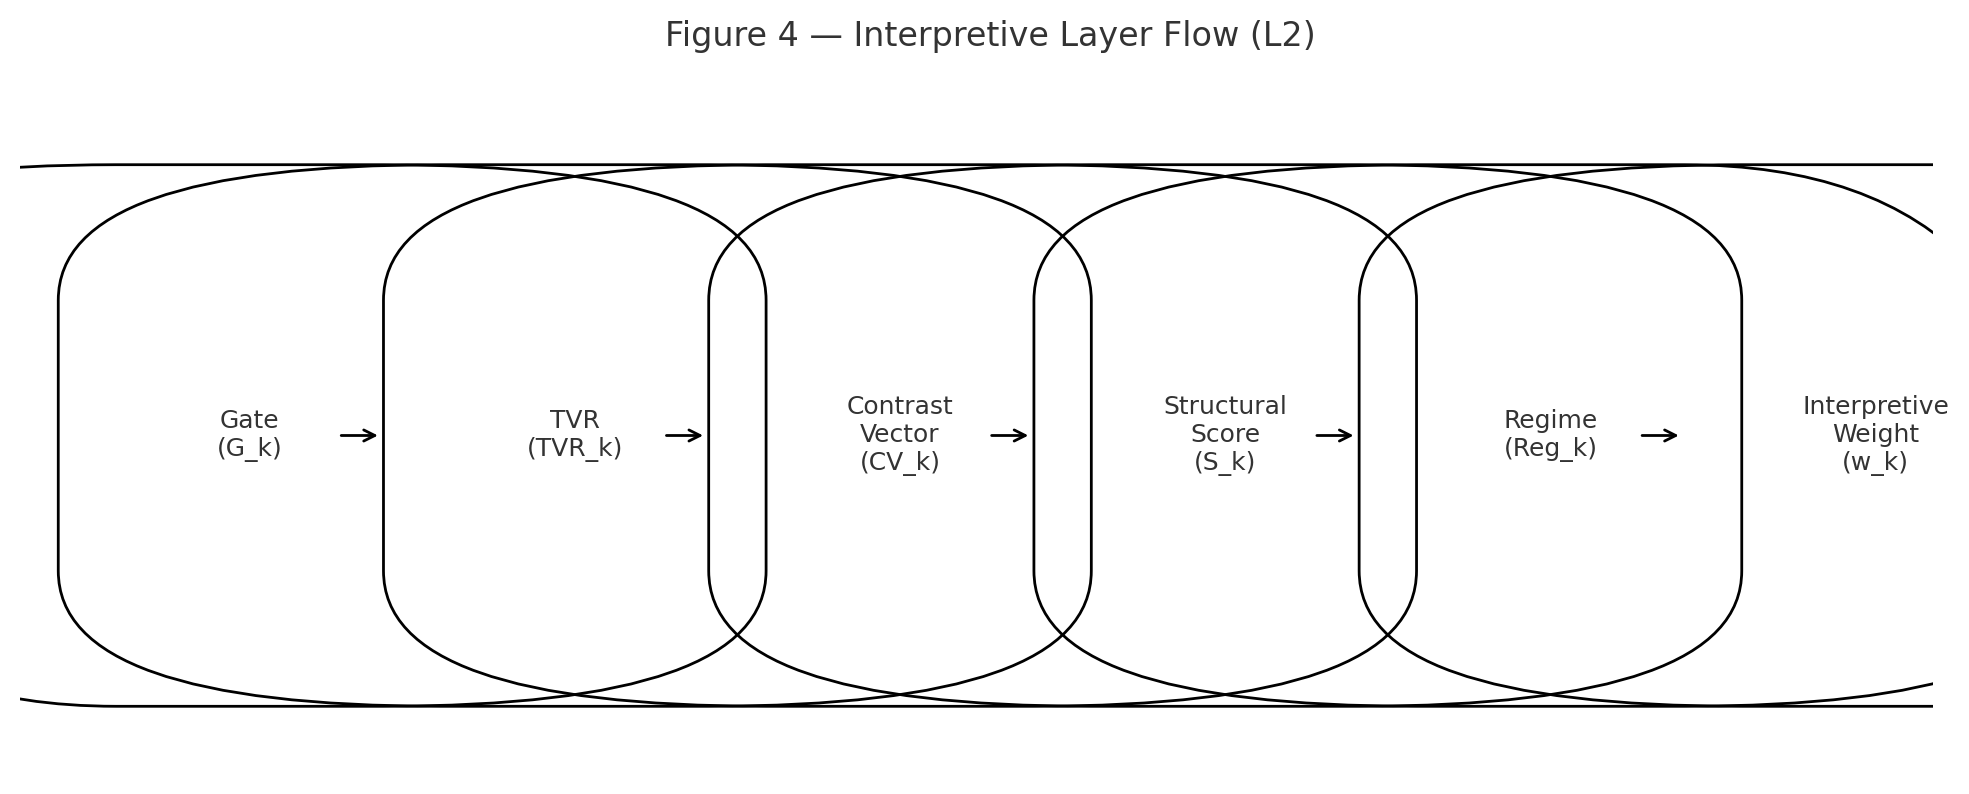 Figure 4 — Interpretive Layer Flow (L2)
Gate
(G_k)
TVR
(TVR_k)
Contrast
Vector
(CV_k)
Structural
Score
(S_k)
Regime
(Reg_k)
Interpretive
Weight
(w_k)